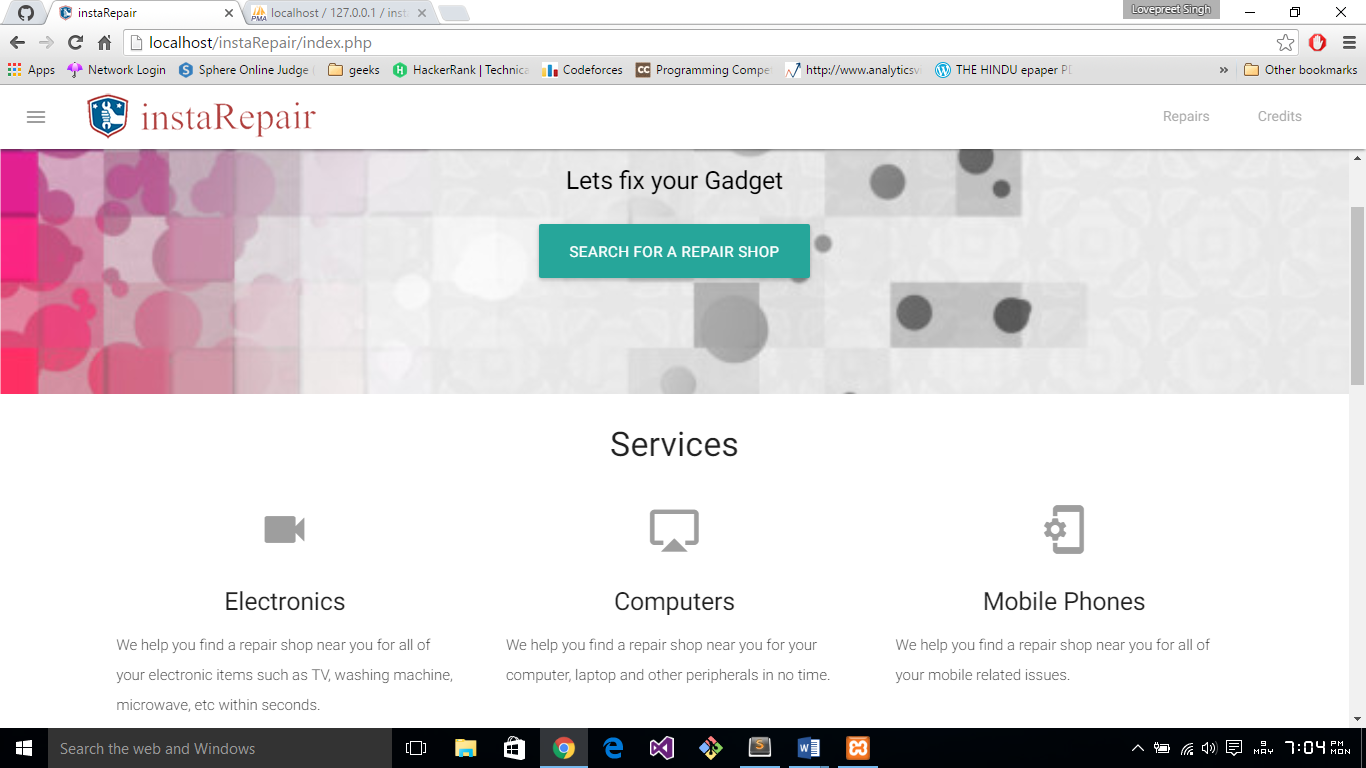 Lovepreet Singh
instaRepair
localhost / 127.0.0.1 / inst
localhost/instaRepair/index.php
Apps Network Login Sphere Online Judge geeks HackerRank | Technica Codeforces Programming Compe http://www.analyticsv THE HINDU epaper PD » Other bookmarks
instaRepair Repairs Credits
Lets fix your Gadget
SEARCH FOR A REPAIR SHOP
Services
Electronics
We help you find a repair shop near you for all of
your electronic items such as TV, washing machine,
microwave, etc within seconds.
Computers
We help you find a repair shop near you for your
computer, laptop and other peripherals in no time.
Mobile Phones
We help you find a repair shop near you for all of
your mobile related issues.
Search the web and Windows
9 MAY 7:04 PM MON